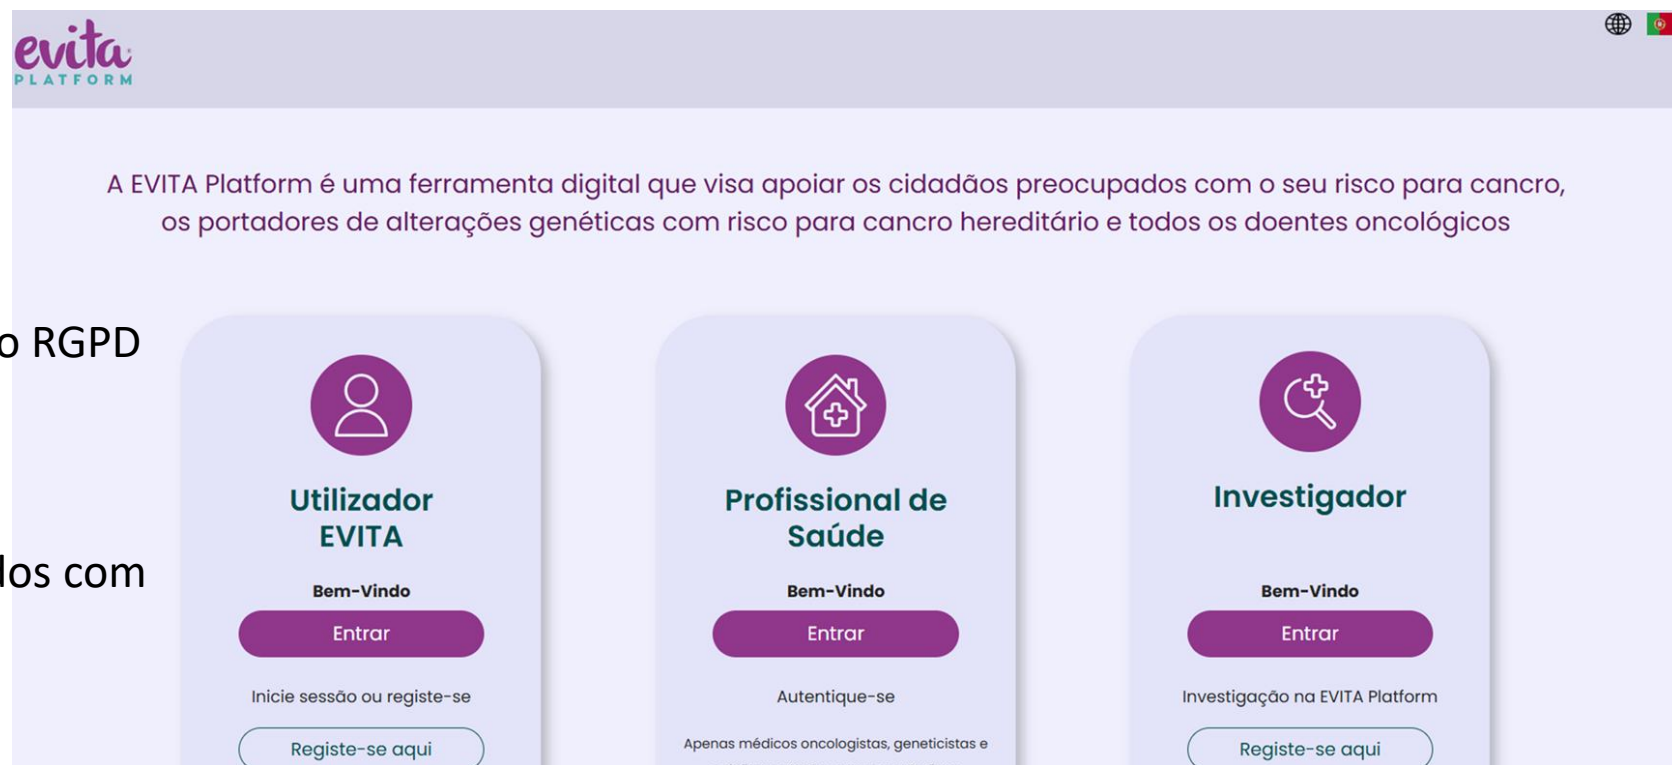 evita
PLATFORM
A EVITA Platform é uma ferramenta digital que visa apoiar os cidadãos preocupados com o seu risco para cancro,
os portadores de alterações genéticas com risco para cancro hereditário e todos os doentes oncológicos
o RGPD
dos com
Utilizador
EVITA
Bem-Vindo
Entrar
Inicie sessão ou registe-se
Registe-se aqui
Profissional de
Saúde
Bem-Vindo
Entrar
Autentique-se
Apenas médicos oncologistas, geneticistas e
Investigador
Bem-Vindo
Entrar
Investigação na EVITA Platform
Registe-se aqui